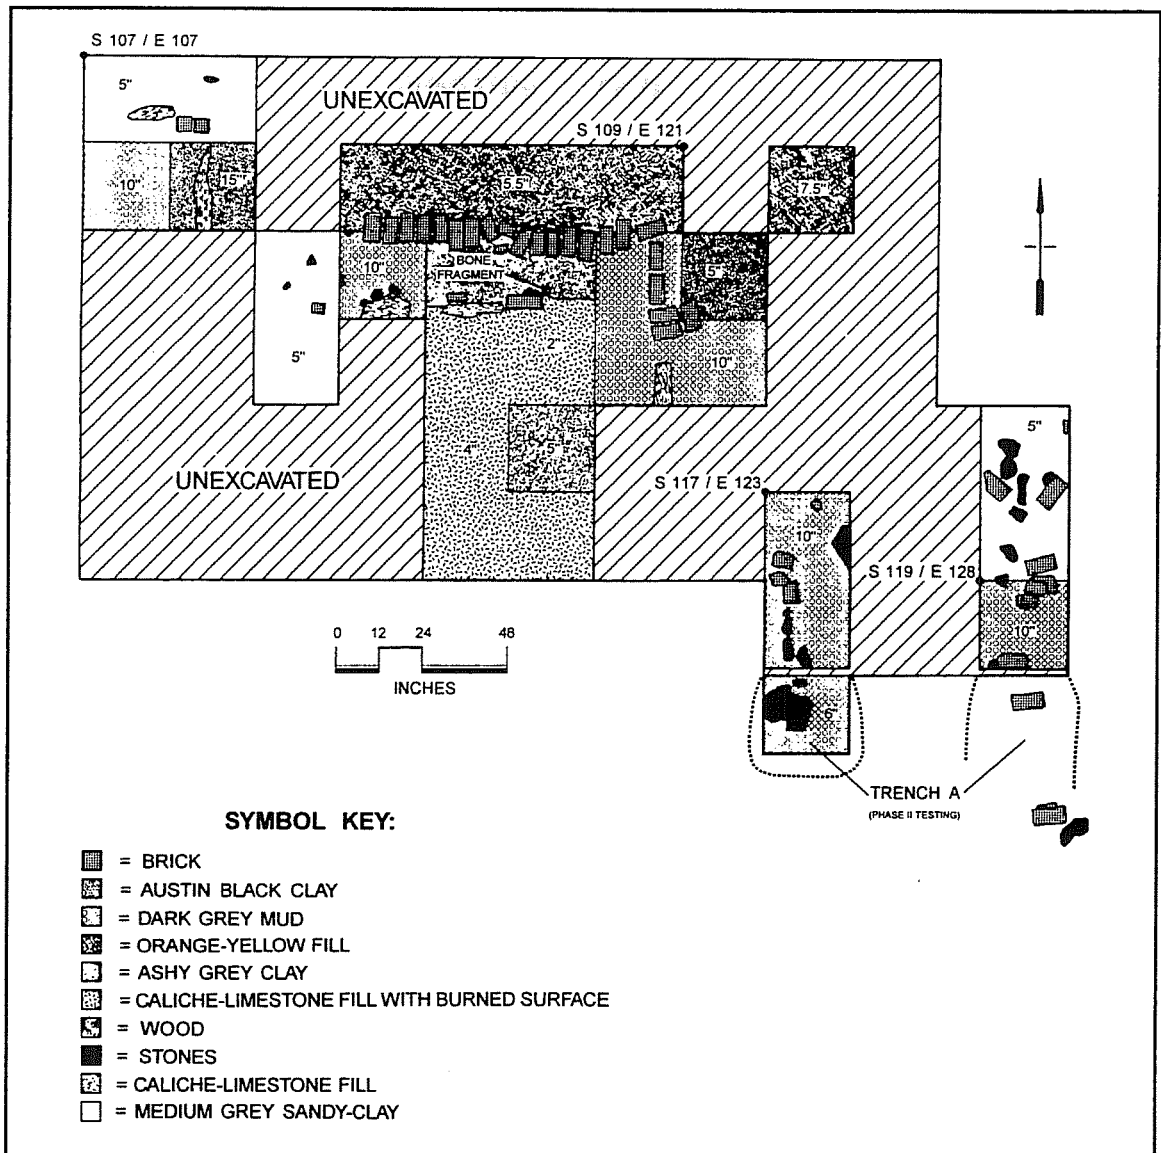 S 107 / E 107
5"
UNEXCAVATED
S 109 / E 121
10"
15"
5.5"
7.5"
10"
BONE
FRAGMENT
5"
5"
2"
10"
4"
5"
UNEXCAVATED
5"
S 117 / E 123
10"
S 119 / E 128
10"
0 12 24 48
INCHES
6"
TRENCH A
(PHASE II TESTING)
SYMBOL KEY:
= BRICK
= AUSTIN BLACK CLAY
= DARK GREY MUD
= ORANGE-YELLOW FILL
= ASHY GREY CLAY
= CALICHE-LIMESTONE FILL WITH BURNED SURFACE
= WOOD
= STONES
= CALICHE-LIMESTONE FILL
= MEDIUM GREY SANDY-CLAY